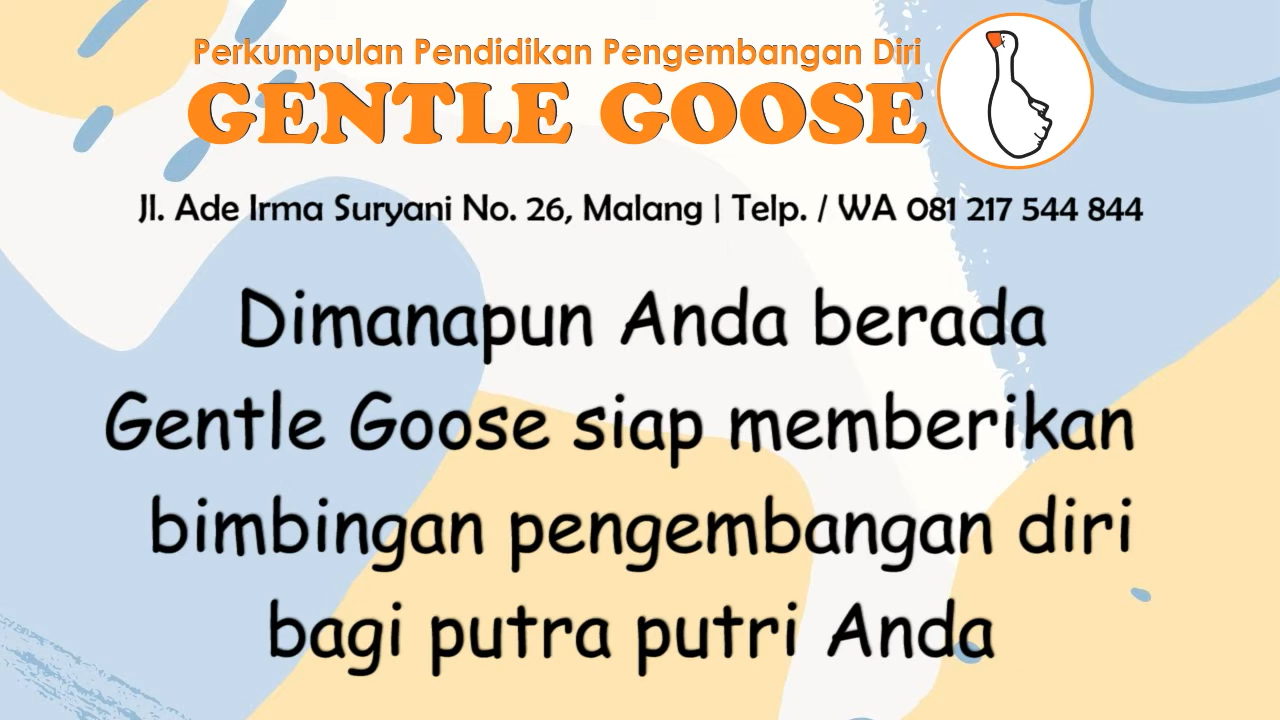 Perkumpulan Pendidikan Pengembangan Diri
GENTLE GOOSE
Jl. Ade Irma Suryani No. 26, Malang | Telp. / WA 081 217 544 844
Dimanapun Anda berada
Gentle Goose siap memberikan
bimbingan pengembangan diri
bagi putra putri Anda